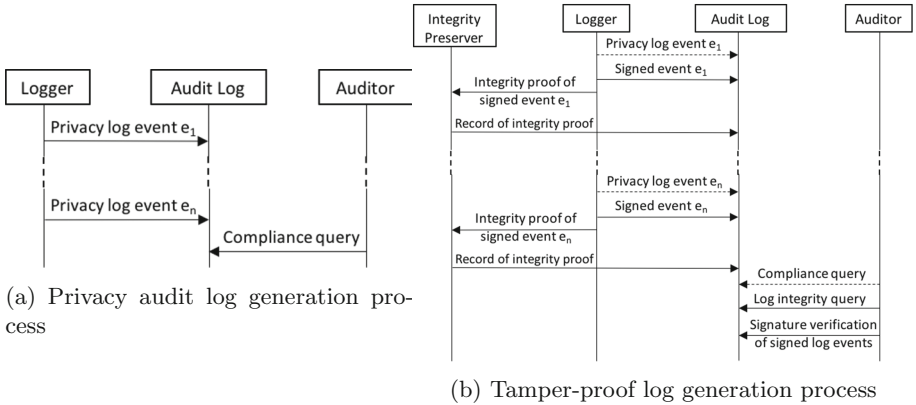 Logger
Audit Log
Auditor
Privacy log event e₁
Privacy log event eₙ
Compliance query
(a) Privacy audit log generation pro-
cess
Integrity
Preserver
Logger
Audit Log
Auditor
Privacy log event e₁
Signed event e₁
Integrity proof of
signed event e₁
Record of integrity proof
Privacy log event eₙ
Signed event eₙ
Integrity proof of
signed event eₙ
Record of integrity proof
Compliance query
Log integrity query
Signature verification
of signed log events
(b) Tamper-proof log generation process